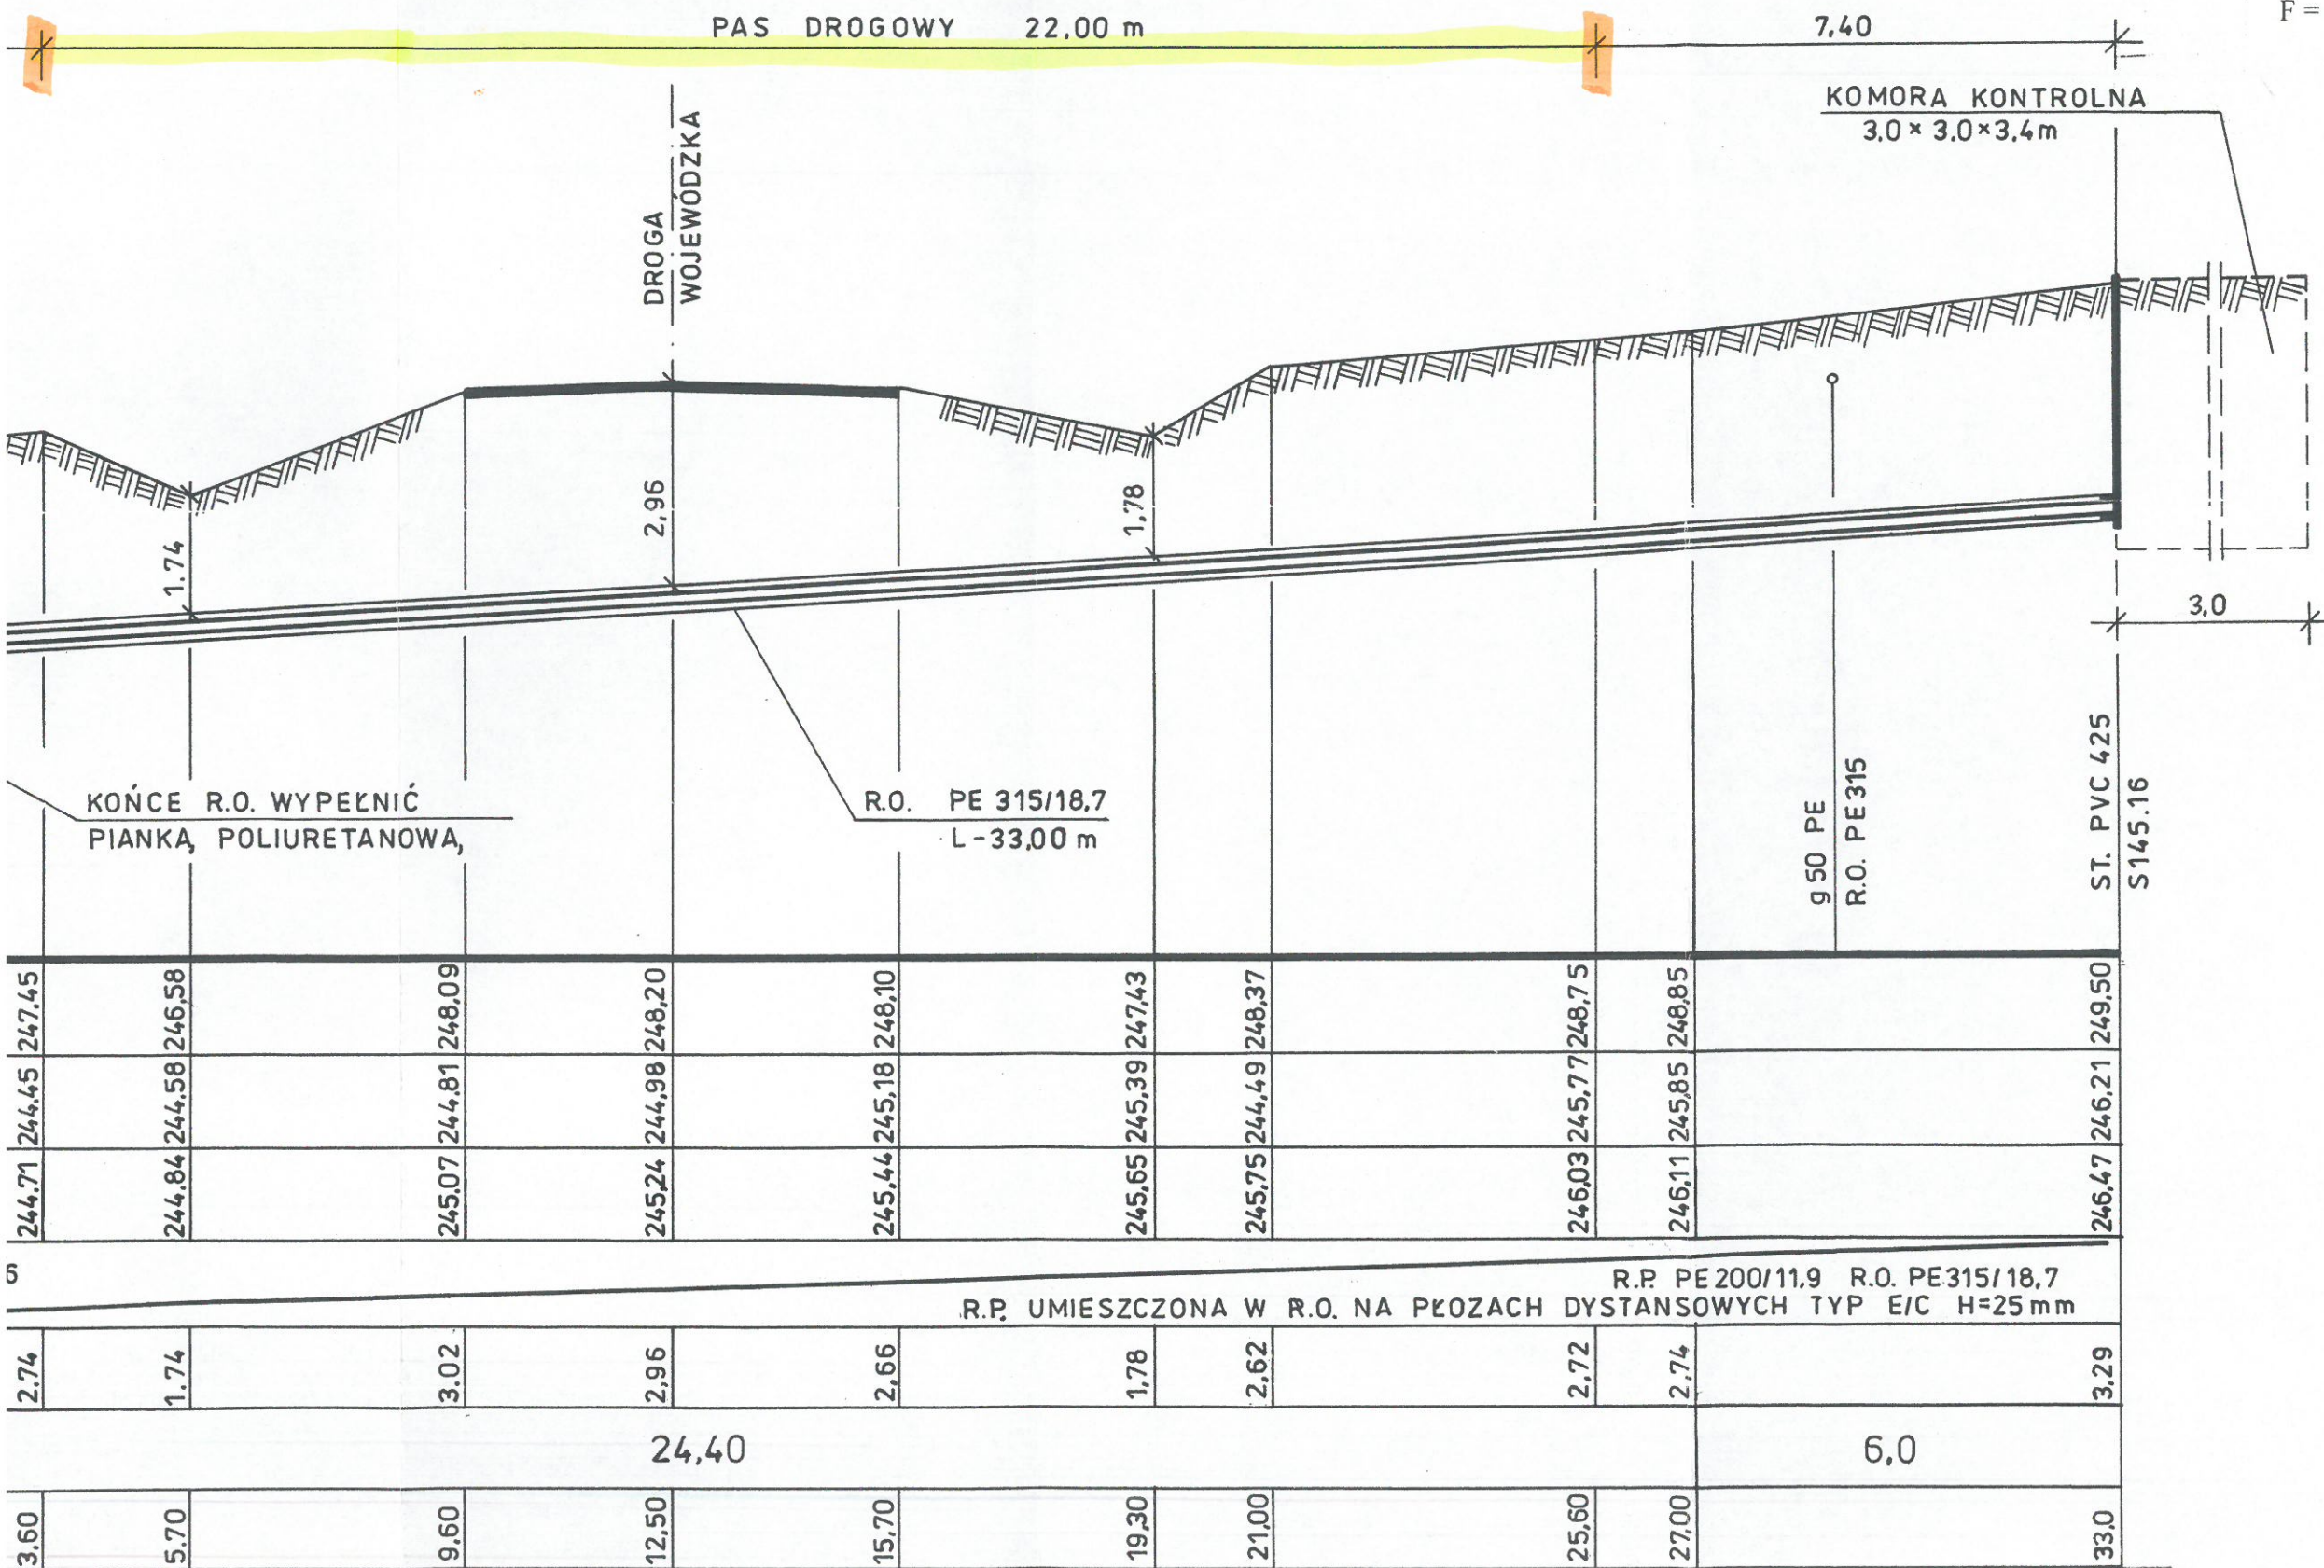 F =
PAS DROGOWY 22,00 m
7,40
KOMORA KONTROLNA
3,0 × 3,0 × 3,4m
DROGA
WOJEWÓDZKA
1.74
2,96
1,78
3,0
KOŃCE R.O. WYPEŁNIĆ
PIANKĄ POLIURETANOWĄ
R.O. PE 315/18,7
L-33,00 m
g 50 PE
R.O. PE 315
ST. PVC 425
S145.16
247.45 246,58 248,09 248,20 248,10 247,43 248,37 248,75 248,85 249,50
244.45 244.58 244,81 244,98 245,18 245,39 244,49 245,77 245,85 246,21
244.71 244.84 245,07 245,24 245,44 245,65 245,75 246,03 246,11 246,47
6
R.P. PE 200/11,9 R.O. PE 315/18,7
R.P. UMIESZCZONA W R.O. NA PŁOZACH DYSTANSOWYCH TYP E/C H=25mm
2.74 1.74 3.02 2,96 2,66 1,78 2,62 2,72 2,74 3,29
24,40 6,0
3.60 5.70 9,60 12,50 15,70 19,30 21,00 25,60 27,00 33,0